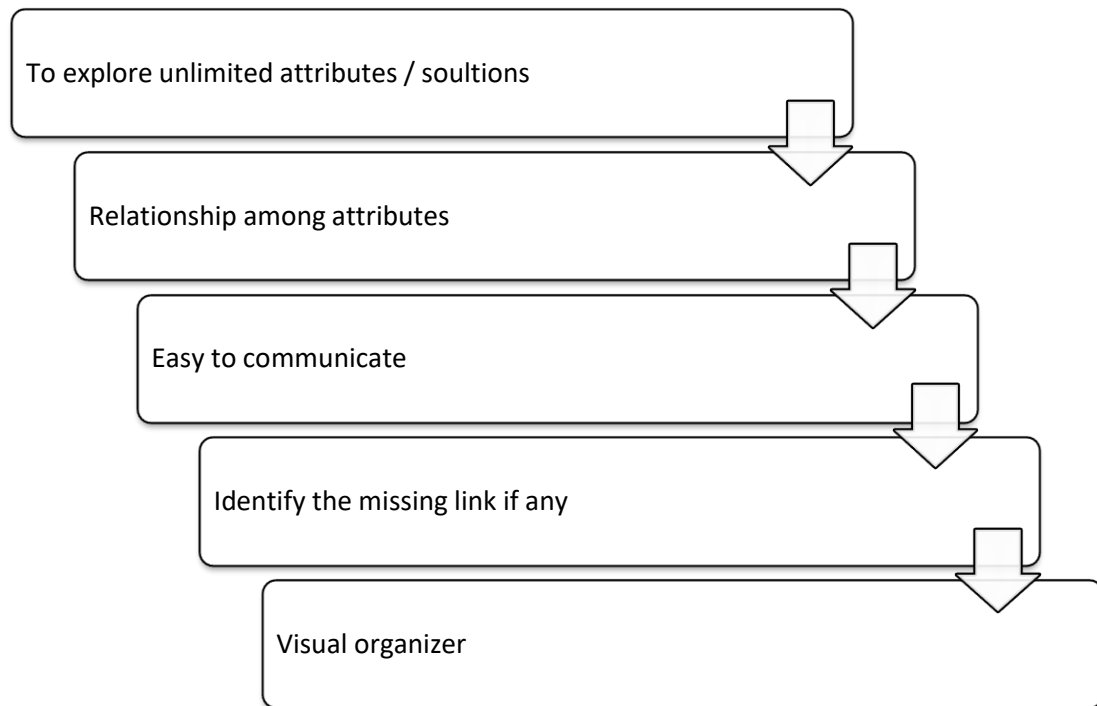 To explore unlimited attributes / soultions
Relationship among attributes
Easy to communicate
Identify the missing link if any
Visual organizer